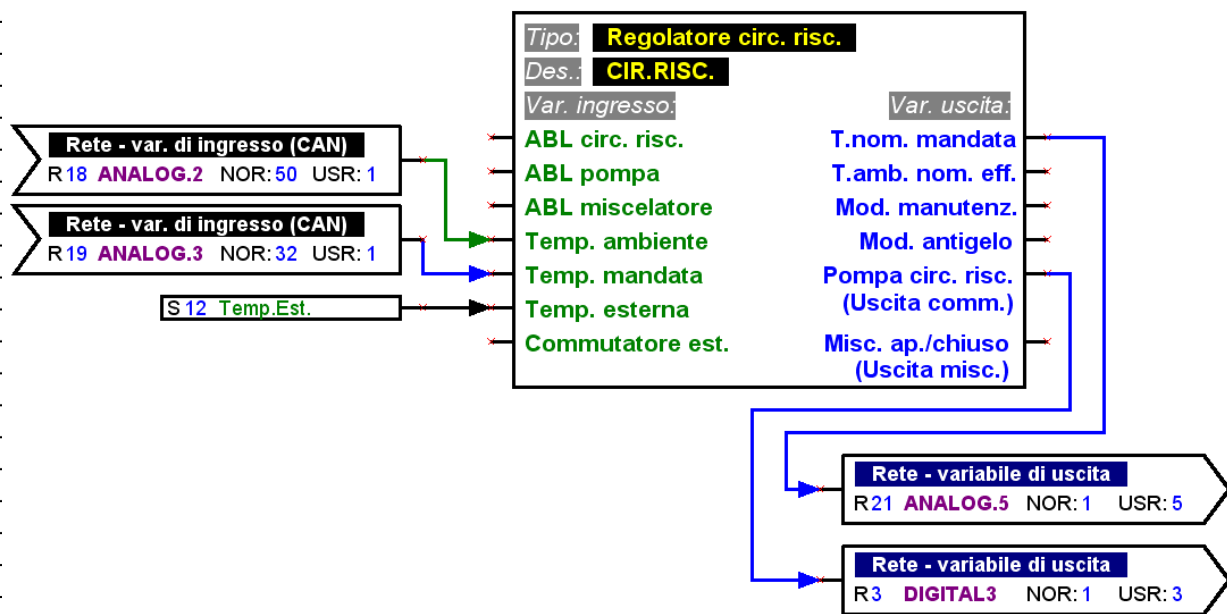 Tipo: Regolatore circ. risc.
Des.: CIR.RISC.
Var. ingresso: Var. uscita:
ABL circ. risc. T.nom. mandata
ABL pompa T.amb. nom. eff.
ABL miscelatore Mod. manutenz.
Temp. ambiente Mod. antigelo
Temp. mandata Pompa circ. risc.
(Uscita comm.)
Temp. esterna
Commutatore est. Misc. ap./chiuso
(Uscita misc.)
Rete - var. di ingresso (CAN)
R18 ANALOG.2 NOR:50 USR:1
Rete - var. di ingresso (CAN)
R19 ANALOG.3 NOR:32 USR:1
S12 Temp.Est.
Rete - variabile di uscita
R21 ANALOG.5 NOR:1 USR:5
Rete - variabile di uscita
R3 DIGITAL3 NOR:1 USR:3